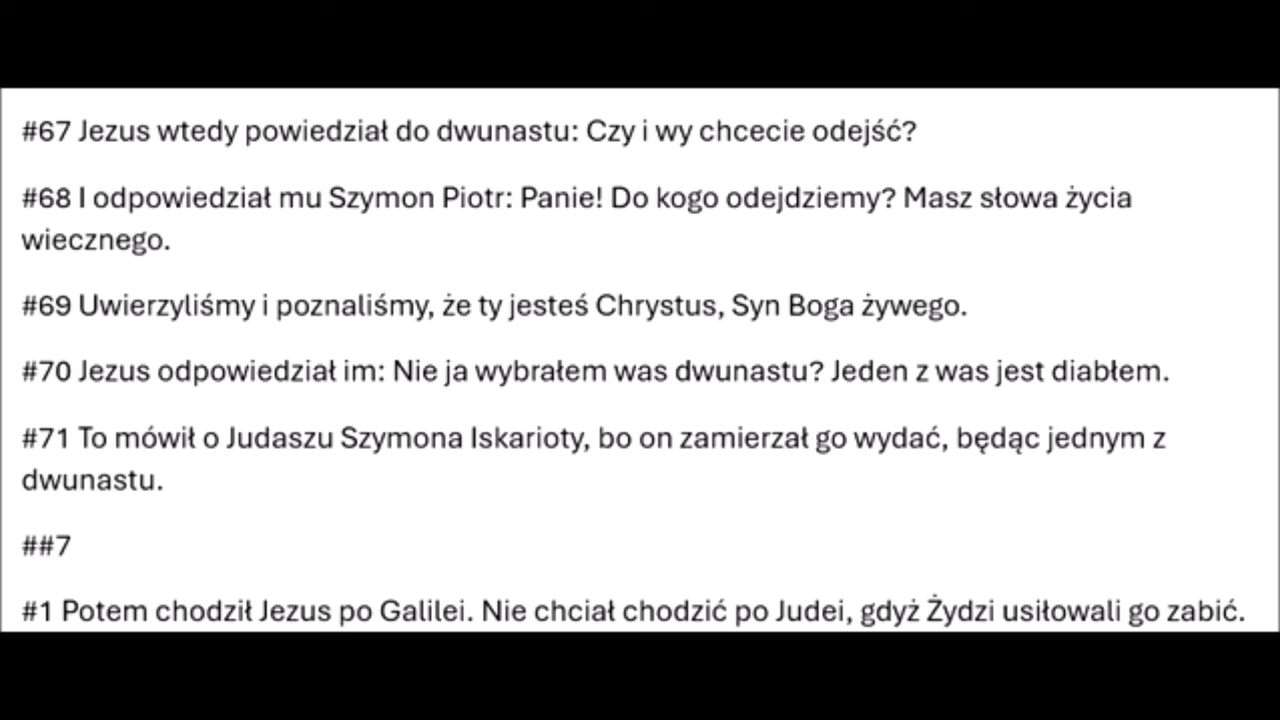 #67 Jezus wtedy powiedział do dwunastu: Czy i wy chcecie odejść?
#68 I odpowiedział mu Szymon Piotr: Panie! Do kogo odejdziemy? Masz słowa życia
wiecznego.
#69 Uwierzyliśmy i poznaliśmy, że ty jesteś Chrystus, Syn Boga żywego.
#70 Jezus odpowiedział im: Nie ja wybrałem was dwunastu? Jeden z was jest diabłem.
#71 To mówił o Judaszu Szymona Iskarioty, bo on zamierzał go wydać, będąc jednym z
dwunastu.
##7
#1 Potem chodził Jezus po Galilei. Nie chciał chodzić po Judei, gdyż Żydzi usiłowali go zabić.